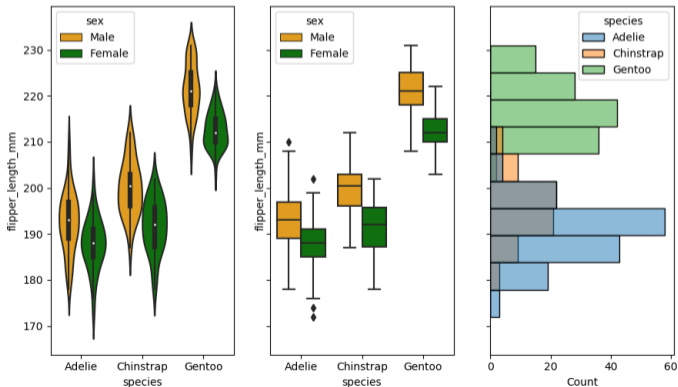 sex
Male
Female
flipper_length_mm
230
220
210
200
190
180
170
Adelie Chinstrap Gentoo
species
sex
Male
Female
flipper_length_mm
Adelie Chinstrap Gentoo
species
species
Adelie
Chinstrap
Gentoo
0 20 40 60
Count